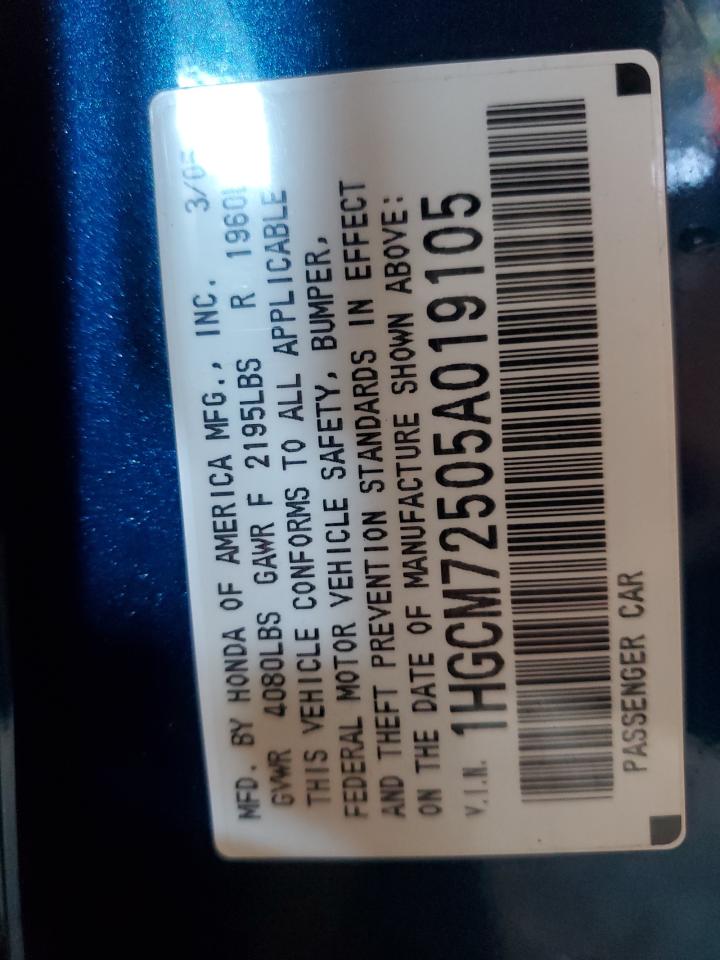 MFD. BY HONDA OF AMERICA MFG., INC. 3/05
GVWR 4080LBS GAWR F 2195LBS R
THIS VEHICLE CONFORMS TO ALL APPLICABLE
FEDERAL MOTOR VEHICLE SAFETY, BUMPER,
AND THEFT PREVENTION STANDARDS IN EFFECT
ON THE DATE OF MANUFACTURE SHOWN ABOVE:
V.I.N. 1HGCM72505A019105
PASSENGER CAR